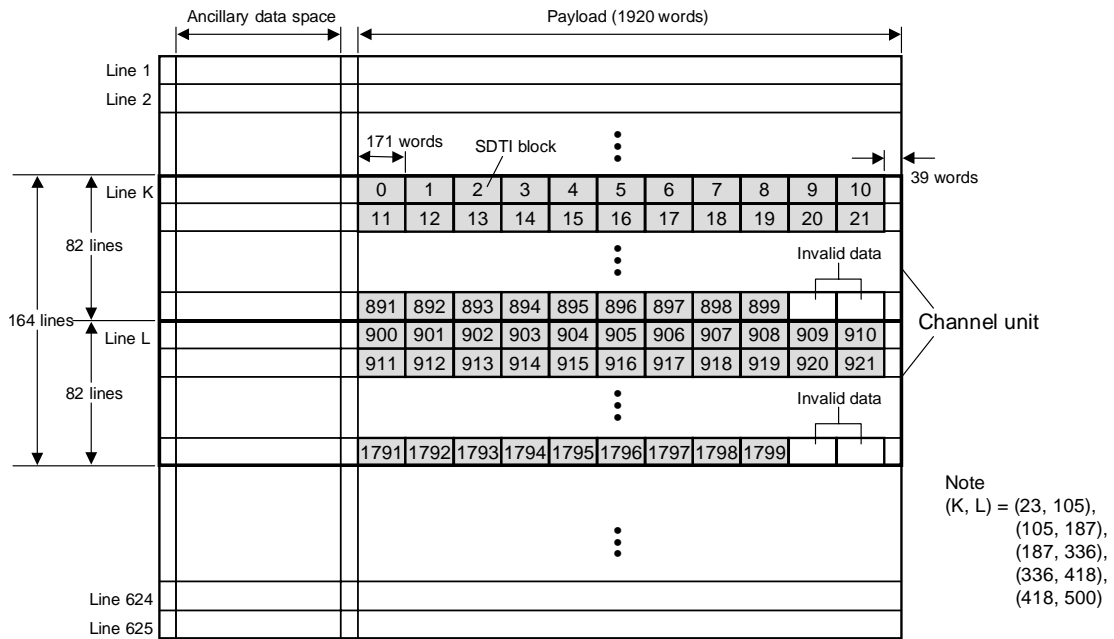 Ancillary data space
Payload (1920 words)
Line 1
Line 2
171 words
SDTI block
39 words
Line K
0 1 2 3 4 5 6 7 8 9 10
11 12 13 14 15 16 17 18 19 20 21
82 lines
Invalid data
891 892 893 894 895 896 897 898 899
164 lines
Channel unit
Line L
900 901 902 903 904 905 906 907 908 909 910
911 912 913 914 915 916 917 918 919 920 921
82 lines
Invalid data
1791 1792 1793 1794 1795 1796 1797 1798 1799
Note
(K, L) = (23, 105),
(105, 187),
(187, 336),
(336, 418),
(418, 500)
Line 624
Line 625